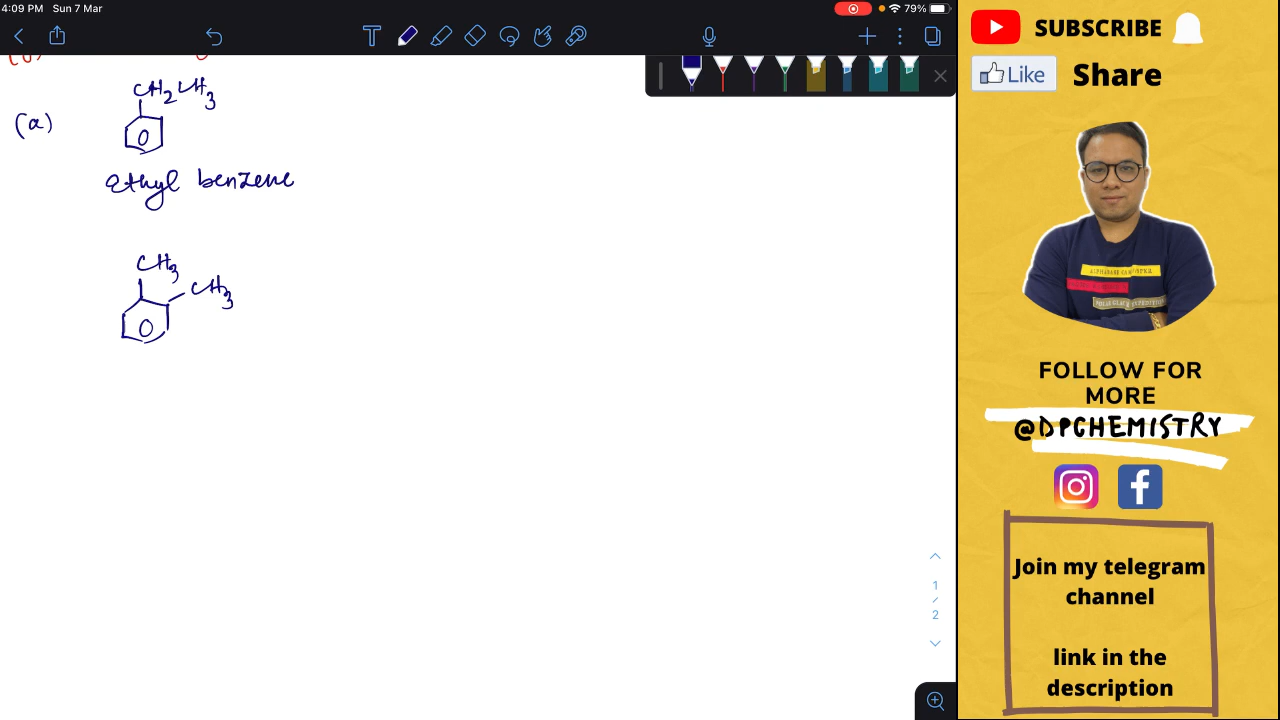 4:09 PM Sun 7 Mar
79%
CH2CH3
(a)
ethyl benzene
CH3
CH3
1
/
2
SUBSCRIBE
Like Share
FOLLOW FOR
MORE
@DPCHEMISTRY
Join my telegram
channel
link in the
description